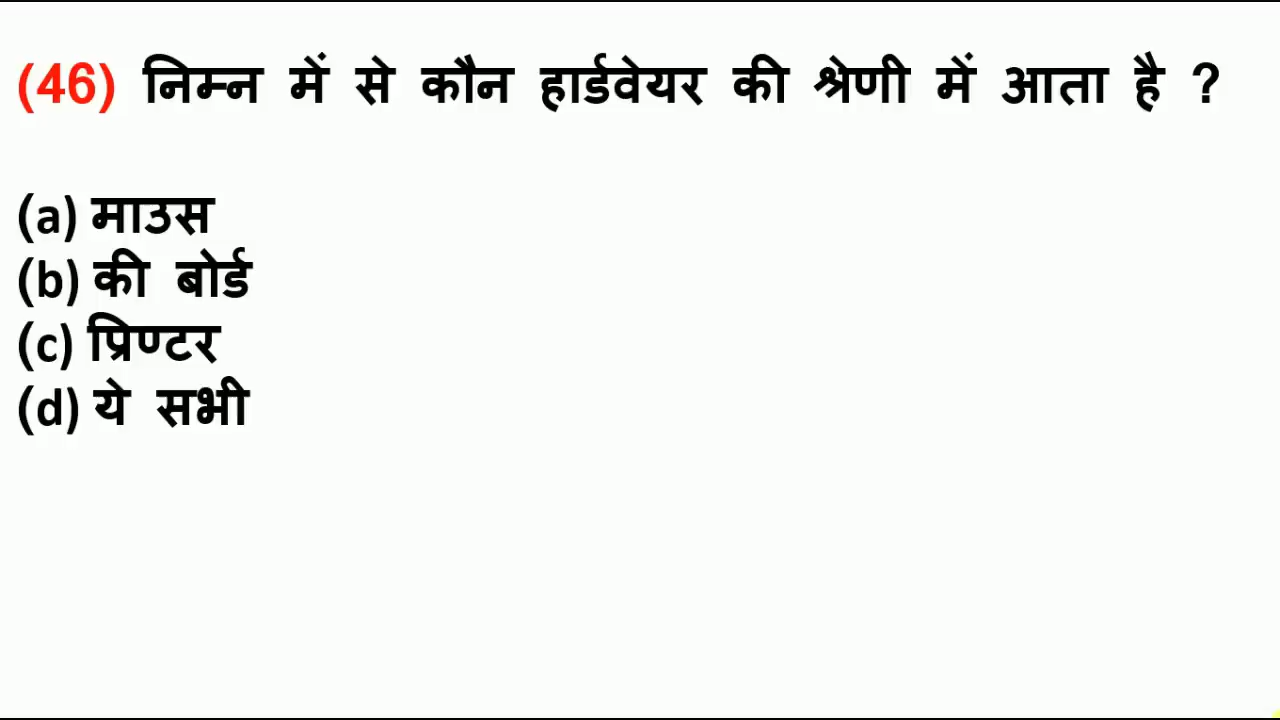 (46) निम्न में से कौन हार्डवेयर की श्रेणी में आता है ?
(a) माउस
(b) की बोर्ड
(c) प्रिण्टर
(d) ये सभी